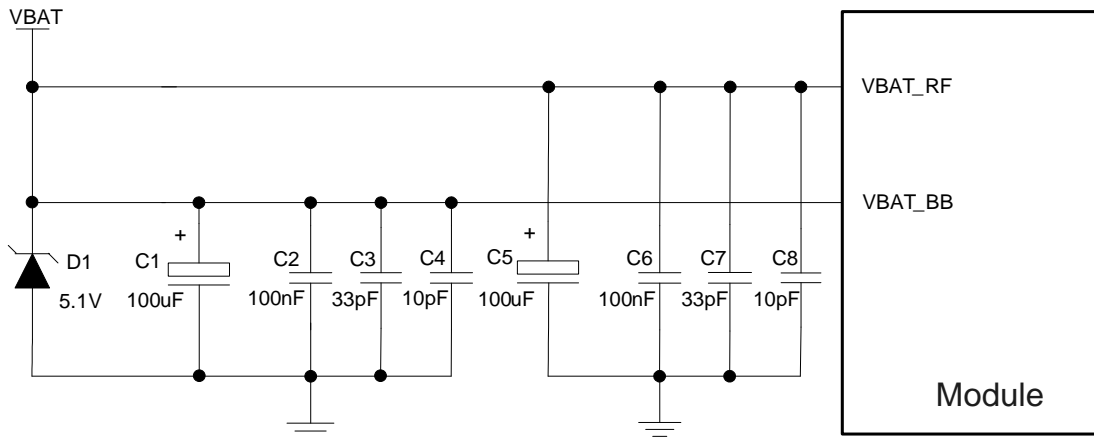 VBAT
VBAT_RF
VBAT_BB
+
+
D1
C1
C2
C3
C4
C5
C6
C7
C8
5.1V
100uF
100nF
33pF
10pF
100uF
100nF
33pF
10pF
Module